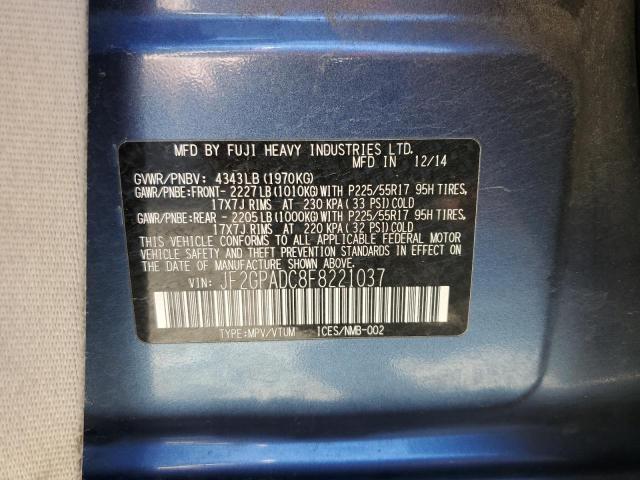 MFD BY FUJI HEAVY INDUSTRIES LTD.
MFD. IN 12/14
GVWR/PNBV: 4343LB(1970KG)
GAWR/PNBE:FRONT- 2227LB(1010KG)WITH P225/55R17 95H TIRES,
17X7J RIMS AT 230 KPA(33 PSI)COLD
GAWR/PNBE:REAR - 2205LB(1000KG)WITH P225/55R17 95H TIRES,
17X7J RIMS AT 220 KPA(32 PSI)COLD
THIS VEHICLE CONFORMS TO ALL APPLICABLE FEDERAL MOTOR
VEHICLE SAFETY AND THEFT PREVENTION STANDARDS IN EFFECT
ON THE DATE OF MANUFACTURE SHOWN ABOVE.
VIN: JF2GPADC8F8221037
TYPE:MPV/VTUM ICES/NMB-002